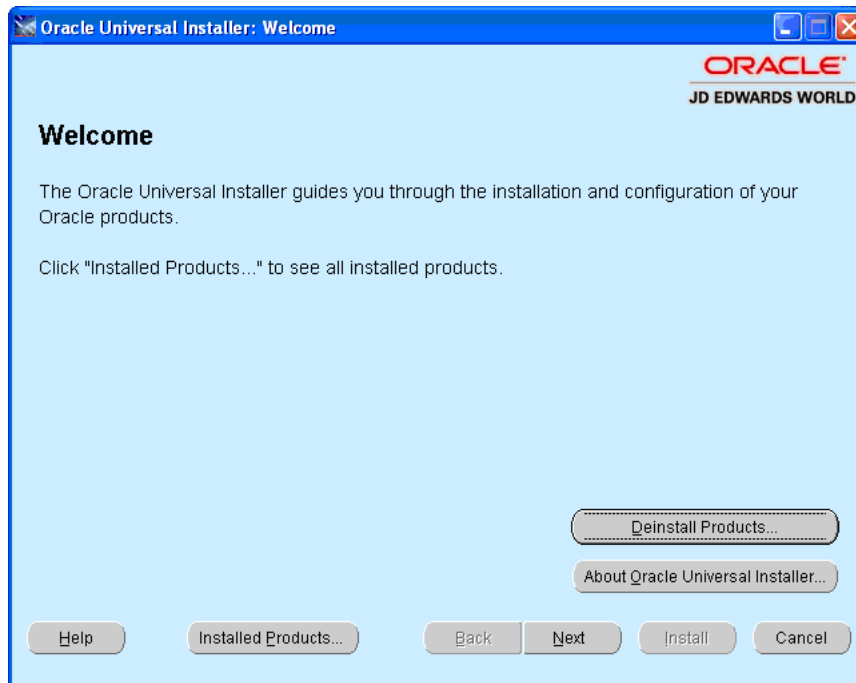 Oracle Universal Installer: Welcome
ORACLE
JD EDWARDS WORLD
Welcome
The Oracle Universal Installer guides you through the installation and configuration of your
Oracle products.
Click "Installed Products..." to see all installed products.
Deinstall Products...
About Oracle Universal Installer...
Help
Installed Products...
Back
Next
Install
Cancel